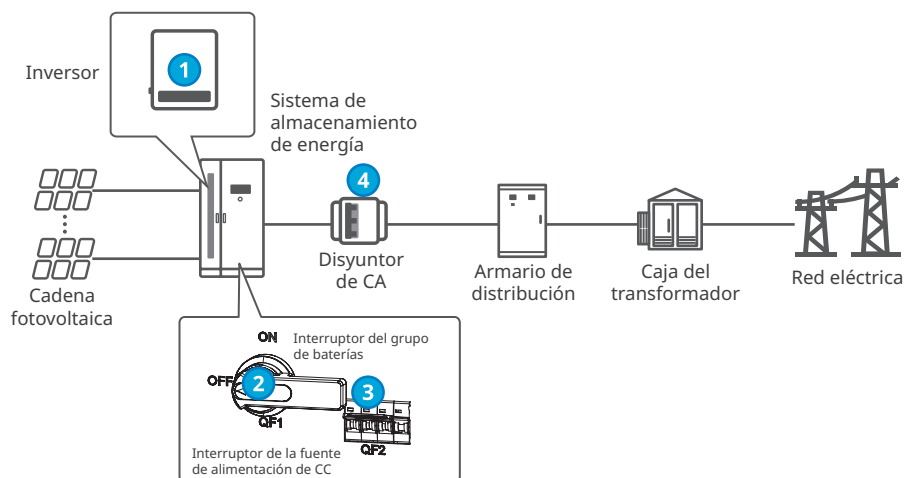 Inversor
1
Sistema de
almacenamiento
de energía
4
Disyuntor
de CA
Armario de
distribución
Caja del
transformador
Red eléctrica
Cadena
fotovoltaica
ON
Interruptor del grupo
de baterías
OFF
2
3
QF1
QF2
Interruptor de la fuente
de alimentación de CC